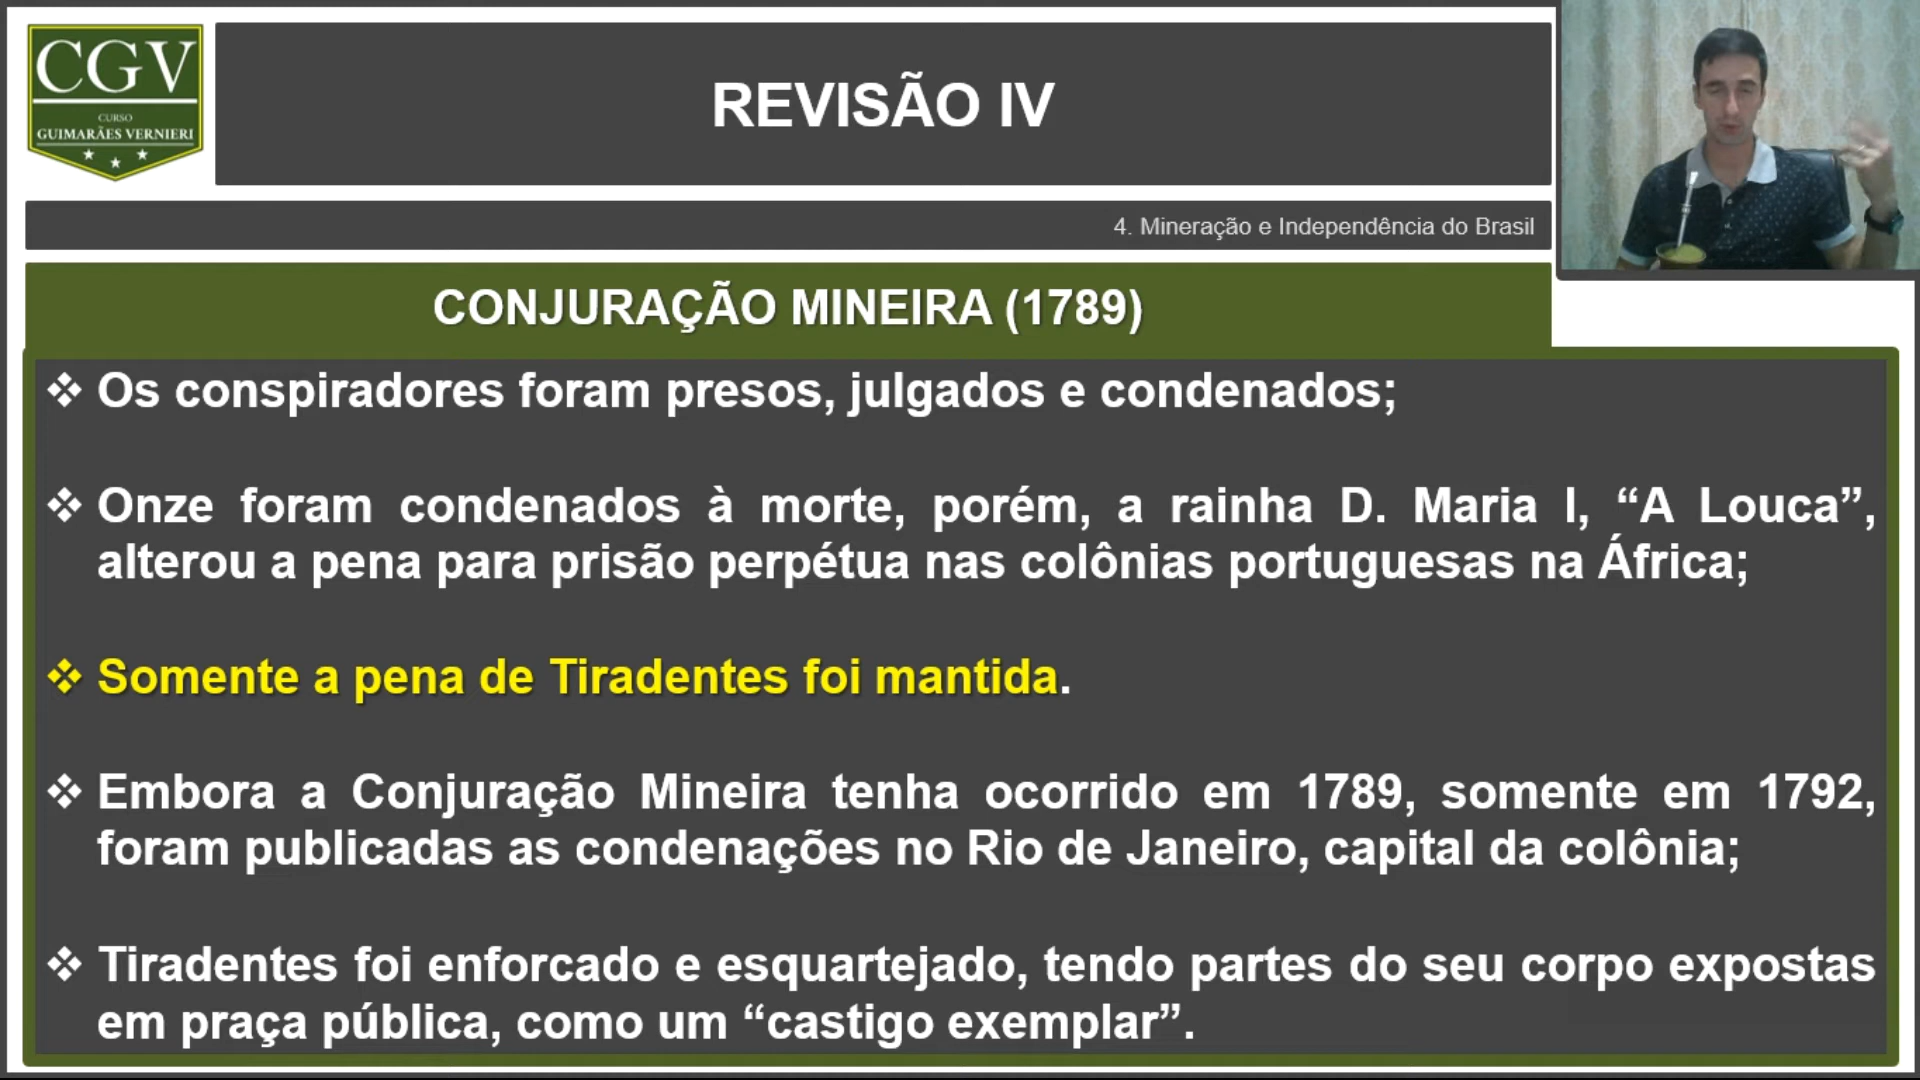 CGV
CURSO
GUIMARÃES VERNIERI
REVISÃO IV
4. Mineração e Independência do Brasil
CONJURAÇÃO MINEIRA (1789)
❖ Os conspiradores foram presos, julgados e condenados;
❖ Onze foram condenados à morte, porém, a rainha D. Maria I, “A Louca”,
alterou a pena para prisão perpétua nas colônias portuguesas na África;
❖ Somente a pena de Tiradentes foi mantida.
❖ Embora a Conjuração Mineira tenha ocorrido em 1789, somente em 1792,
foram publicadas as condenações no Rio de Janeiro, capital da colônia;
❖ Tiradentes foi enforcado e esquartejado, tendo partes do seu corpo expostas
em praça pública, como um “castigo exemplar”.